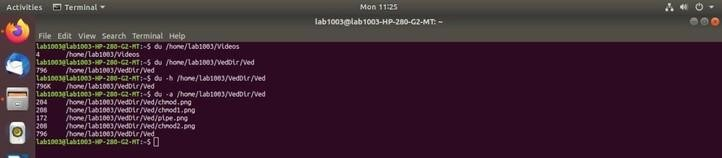 Activities
Terminal
Mon 11:25
lab1003@lab1003-HP-280-G2-MT: ~
File Edit View Search Terminal Help
lab1003@lab1003-HP-280-G2-MT:~$ du /home/lab1003/Videos
4 /home/lab1003/Videos
lab1003@lab1003-HP-280-G2-MT:~$ du /home/lab1003/VedDir/Ved
796 /home/lab1003/VedDir/Ved
lab1003@lab1003-HP-280-G2-MT:~$ du -h /home/lab1003/VedDir/Ved
796K /home/lab1003/VedDir/Ved
lab1003@lab1003-HP-280-G2-MT:~$ du -a /home/lab1003/VedDir/Ved
204 /home/lab1003/VedDir/Ved/chmod.png
208 /home/lab1003/VedDir/Ved/chmod1.png
172 /home/lab1003/VedDir/Ved/pipe.png
208 /home/lab1003/VedDir/Ved/chmod2.png
796 /home/lab1003/VedDir/Ved
lab1003@lab1003-HP-280-G2-MT:~$